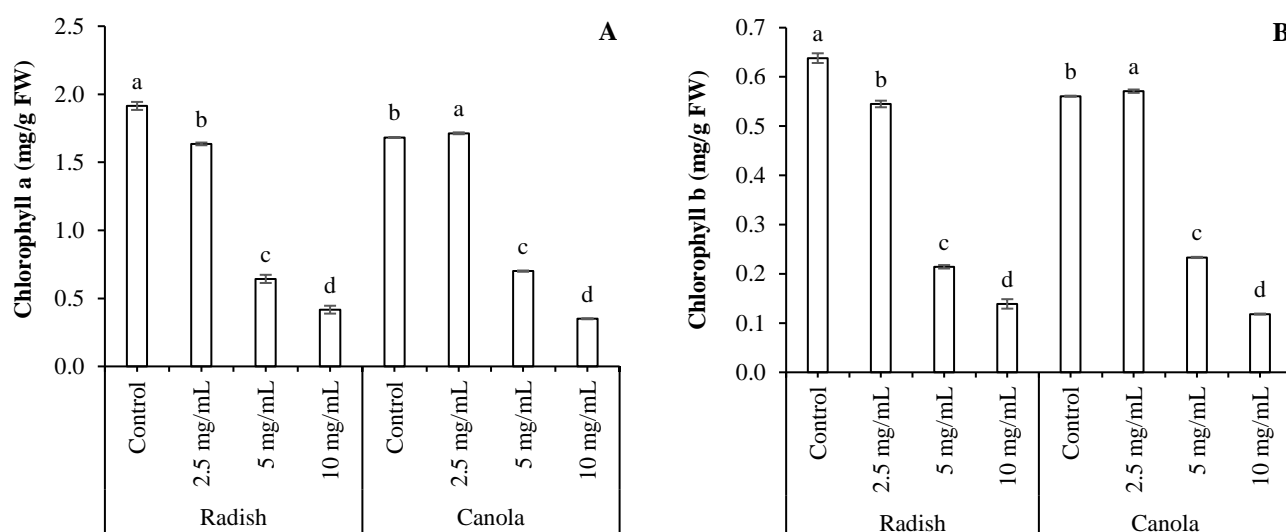 A
Chlorophyll a (mg/g FW)
2.5
2.0
1.5
1.0
0.5
0.0
a
b
c
d
b
a
c
d
Control
2.5 mg/mL
5 mg/mL
10 mg/mL
Control
2.5 mg/mL
5 mg/mL
10 mg/mL
Radish
Canola
B
Chlorophyll b (mg/g FW)
0.7
0.6
0.5
0.4
0.3
0.2
0.1
0.0
a
b
c
d
b
a
c
d
Control
2.5 mg/mL
5 mg/mL
10 mg/mL
Control
2.5 mg/mL
5 mg/mL
10 mg/mL
Radish
Canola